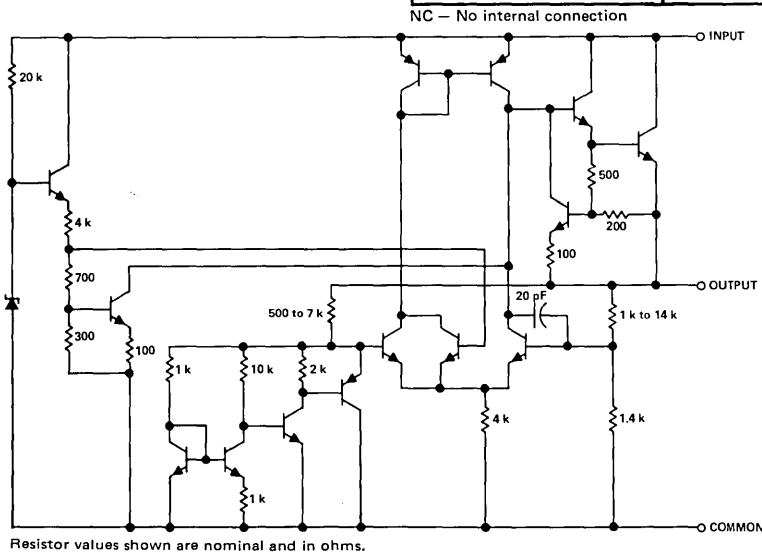 NC — No internal connection
INPUT
20 k
4 k
500
200
100
700
300
100
OUTPUT
20 pF
500 to 7 k
1 k to 14 k
1 k
10 k
2 k
4 k
1.4 k
1 k
COMMON
Resistor values shown are nominal and in ohms.